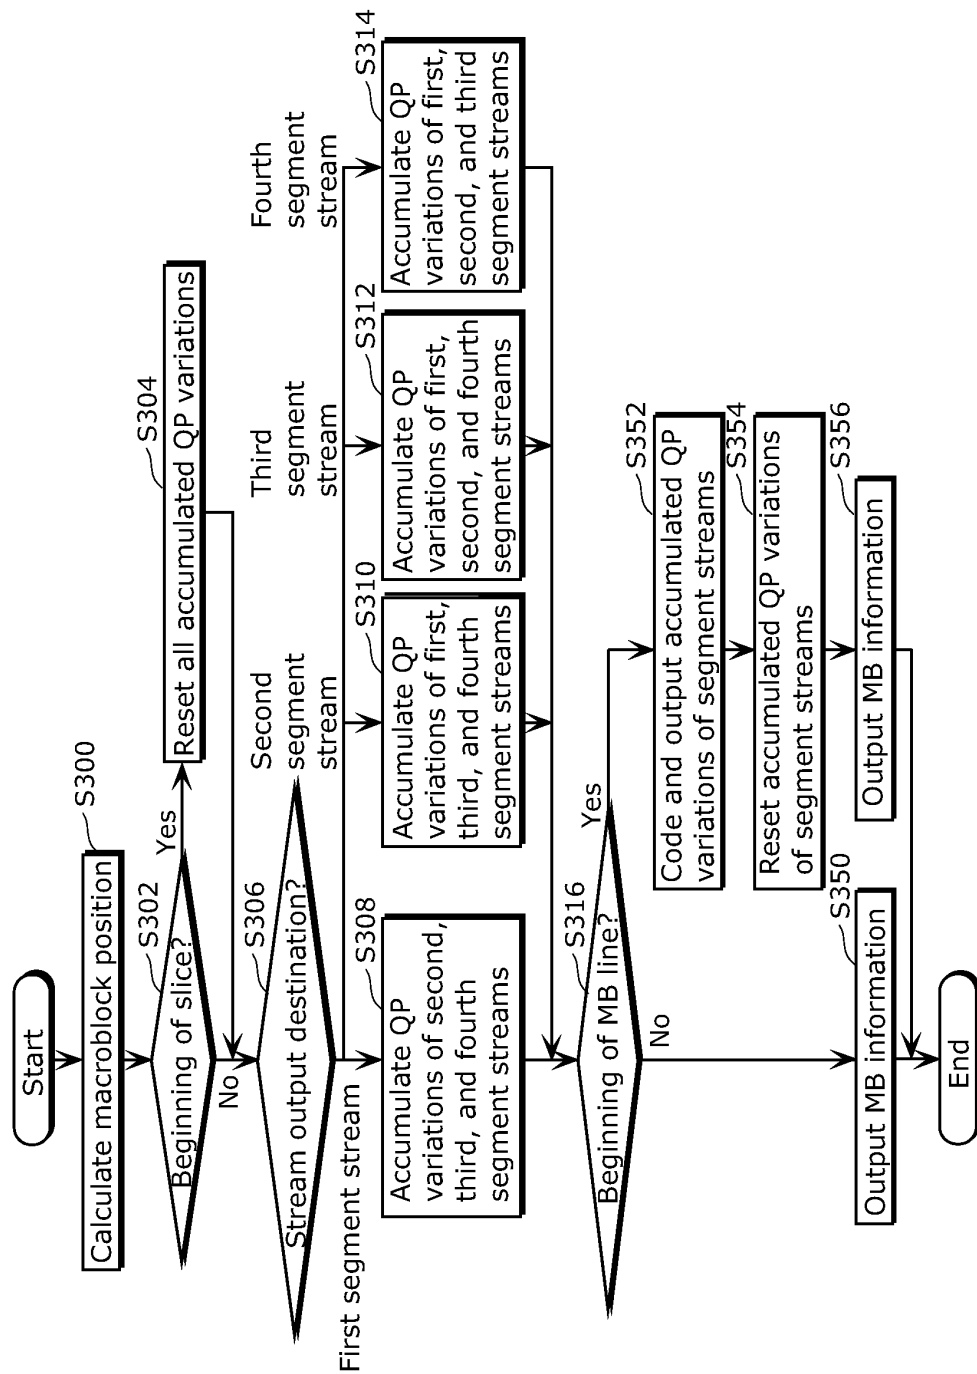 Start
S300
Calculate macroblock position
S302
Beginning of slice?
Yes
No
S304
Reset all accumulated QP variations
S306
Stream output destination?
First segment stream
Second
segment
stream
Third
segment
stream
Fourth
segment
stream
S308
Accumulate QP
variations of second,
third, and fourth
segment streams
S310
Accumulate QP
variations of first,
third, and fourth
segment streams
S312
Accumulate QP
variations of first,
second, and fourth
segment streams
S314
Accumulate QP
variations of first,
second, and third
segment streams
S316
Beginning of MB line?
Yes
No
S352
Code and output accumulated QP
variations of segment streams
S354
Reset accumulated QP variations
of segment streams
S356
Output MB information
S350
Output MB information
End